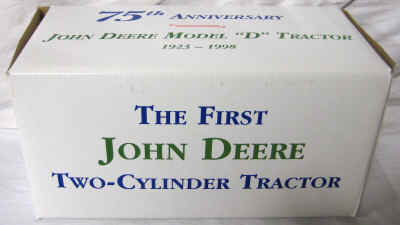 75th Anniversary
John Deere Model "D" Tractor
1923 – 1998
The First
John Deere
Two-Cylinder Tractor